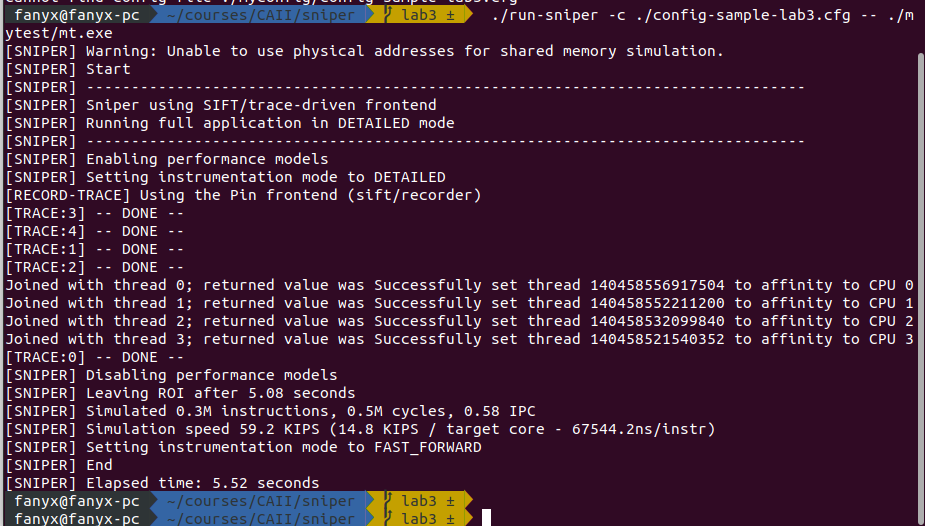 Cannot find config file ./myconfig/config-sample-lab3.cfg
fanyx@fanyx-pc ~/courses/CAII/sniper lab3 ± ./run-sniper -c ./config-sample-lab3.cfg -- ./m
ytest/mt.exe
[SNIPER] Warning: Unable to use physical addresses for shared memory simulation.
[SNIPER] Start
[SNIPER] --------------------------------------------------------------------------------
[SNIPER] Sniper using SIFT/trace-driven frontend
[SNIPER] Running full application in DETAILED mode
[SNIPER] --------------------------------------------------------------------------------
[SNIPER] Enabling performance models
[SNIPER] Setting instrumentation mode to DETAILED
[RECORD-TRACE] Using the Pin frontend (sift/recorder)
[TRACE:3] -- DONE --
[TRACE:4] -- DONE --
[TRACE:1] -- DONE --
[TRACE:2] -- DONE --
Joined with thread 0; returned value was Successfully set thread 140458556917504 to affinity to CPU 0
Joined with thread 1; returned value was Successfully set thread 140458552211200 to affinity to CPU 1
Joined with thread 2; returned value was Successfully set thread 140458532099840 to affinity to CPU 2
Joined with thread 3; returned value was Successfully set thread 140458521540352 to affinity to CPU 3
[TRACE:0] -- DONE --
[SNIPER] Disabling performance models
[SNIPER] Leaving ROI after 5.08 seconds
[SNIPER] Simulated 0.3M instructions, 0.5M cycles, 0.58 IPC
[SNIPER] Simulation speed 59.2 KIPS (14.8 KIPS / target core - 67544.2ns/instr)
[SNIPER] Setting instrumentation mode to FAST_FORWARD
[SNIPER] End
[SNIPER] Elapsed time: 5.52 seconds
fanyx@fanyx-pc ~/courses/CAII/sniper lab3 ±
fanyx@fanyx-pc ~/courses/CAII/sniper lab3 ±